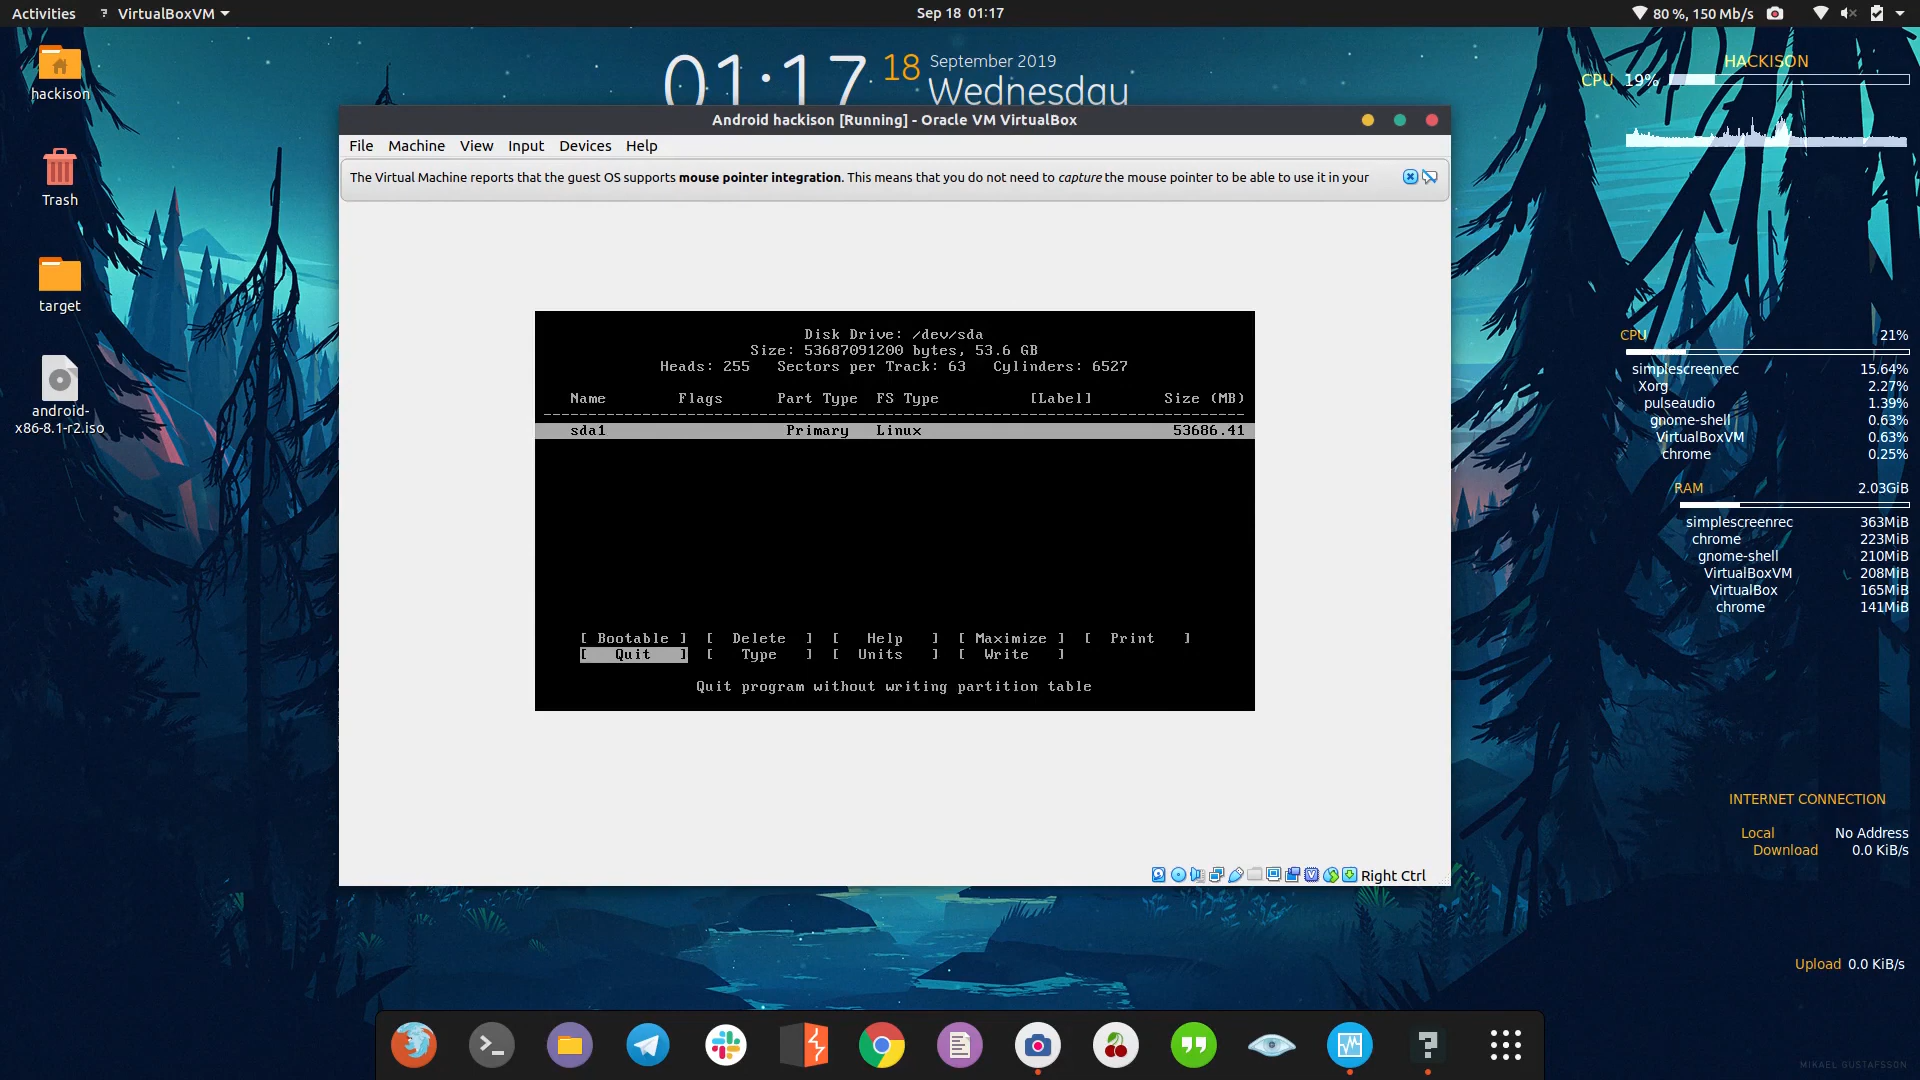 Activities
VirtualBoxVM
Sep 18 01:17
80 %, 150 Mb/s
hackison
Trash
target
android-
x86-8.1-r2.iso
01:17
18
September 2019
Wednesday
HACKISON
CPU 19%
Android hackison [Running] - Oracle VM VirtualBox
File Machine View Input Devices Help
The Virtual Machine reports that the guest OS supports mouse pointer integration. This means that you do not need to capture the mouse pointer to be able to use it in your
Disk Drive: /dev/sda
Size: 53687091200 bytes, 53.6 GB
Heads: 255 Sectors per Track: 63 Cylinders: 6527
Name Flags Part Type FS Type [Label] Size (MB)
------------------------------------------------------------------------------
sda1 Primary Linux 53686.41
[ Bootable ] [ Delete ] [ Help ] [ Maximize ] [ Print ]
[ Quit ] [ Type ] [ Units ] [ Write ]
Quit program without writing partition table
Right Ctrl
CPU 21%
simplescreenrec 15.64%
Xorg 2.27%
pulseaudio 1.39%
gnome-shell 0.63%
VirtualBoxVM 0.63%
chrome 0.25%
RAM 2.03GiB
simplescreenrec 363MiB
chrome 223MiB
gnome-shell 210MiB
VirtualBoxVM 208MiB
VirtualBox 165MiB
chrome 141MiB
INTERNET CONNECTION
Local No Address
Download 0.0 KiB/s
Upload 0.0 KiB/s
MIKAEL GUSTAFSSON